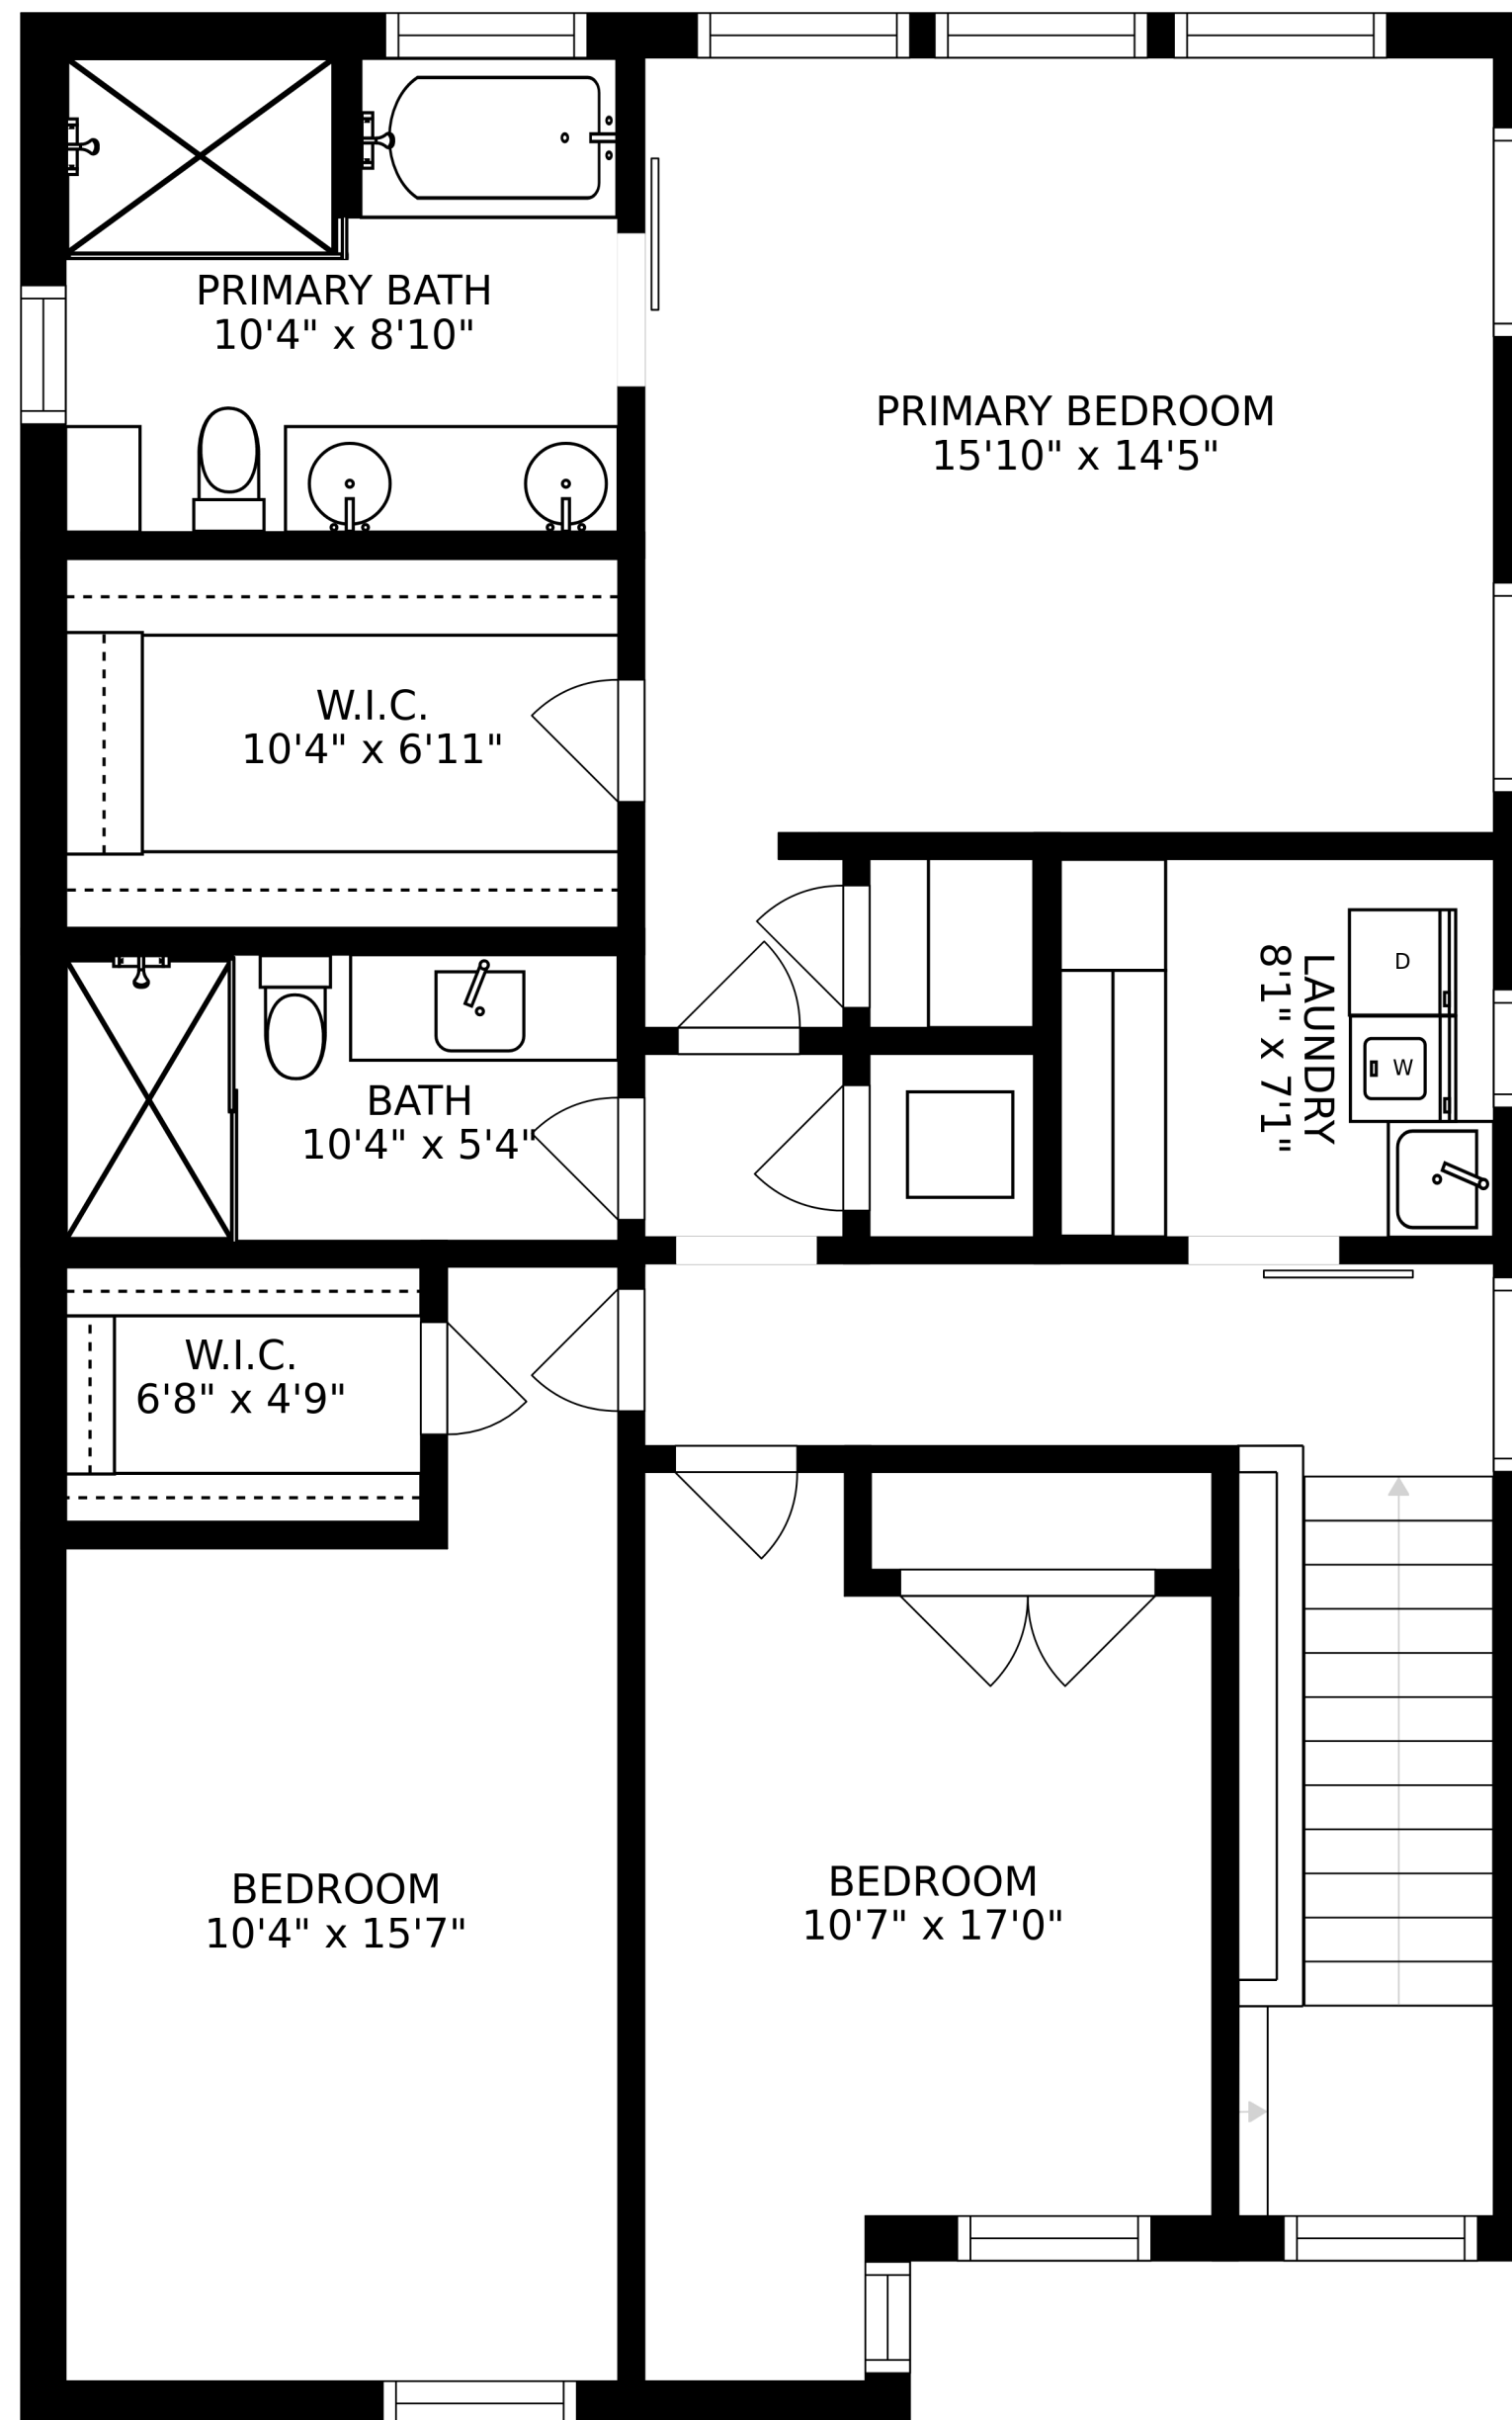 PRIMARY BATH
10'4" x 8'10"
PRIMARY BEDROOM
15'10" x 14'5"
W.I.C.
10'4" x 6'11"
LAUNDRY
8'1" x 7'1"
D
W
BATH
10'4" x 5'4"
W.I.C.
6'8" x 4'9"
BEDROOM
10'4" x 15'7"
BEDROOM
10'7" x 17'0"